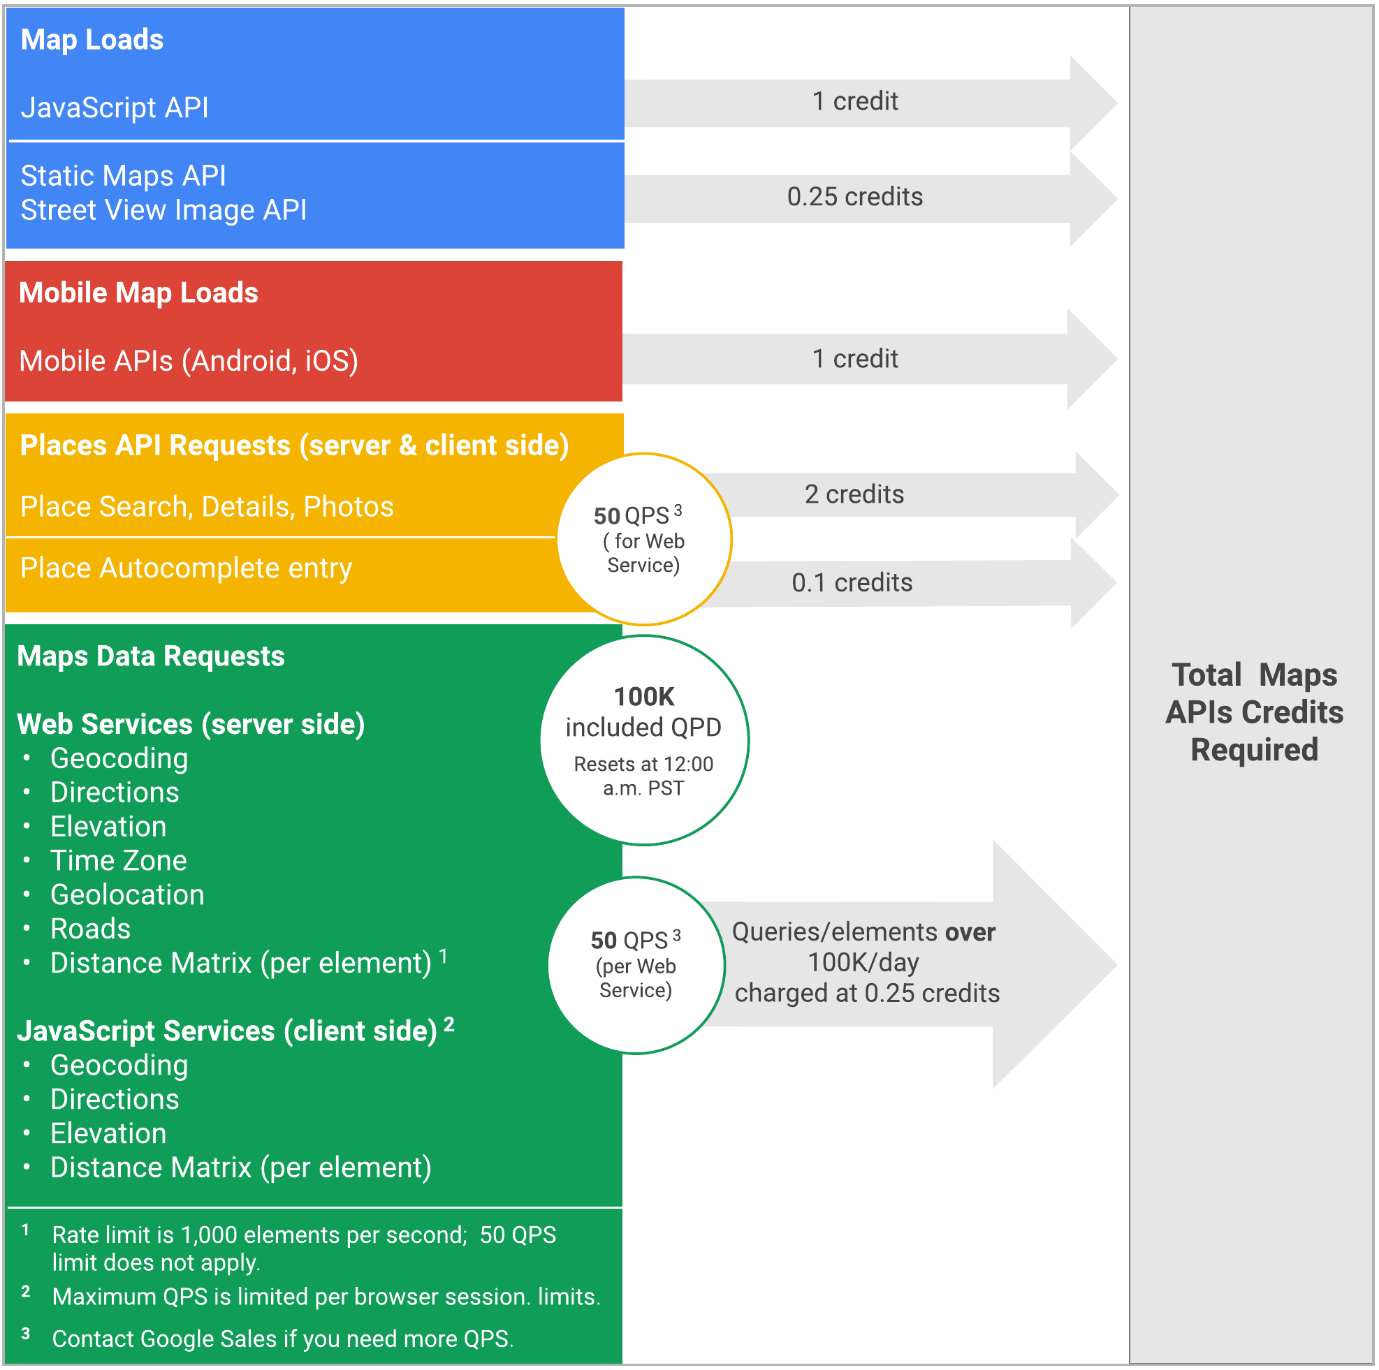 Map Loads
JavaScript API
1 credit
Static Maps API
Street View Image API
0.25 credits
Mobile Map Loads
Mobile APIs (Android, iOS)
1 credit
Places API Requests (server & client side)
Place Search, Details, Photos
2 credits
Place Autocomplete entry
0.1 credits
50 QPS 3
( for Web
Service)
Maps Data Requests
100K
included QPD
Resets at 12:00
a.m. PST
Web Services (server side)
• Geocoding
• Directions
• Elevation
• Time Zone
• Geolocation
• Roads
• Distance Matrix (per element) 1
50 QPS 3
(per Web
Service)
Queries/elements over
100K/day
charged at 0.25 credits
JavaScript Services (client side) 2
• Geocoding
• Directions
• Elevation
• Distance Matrix (per element)
1 Rate limit is 1,000 elements per second; 50 QPS
limit does not apply.
2 Maximum QPS is limited per browser session. limits.
3 Contact Google Sales if you need more QPS.
Total Maps
APIs Credits
Required